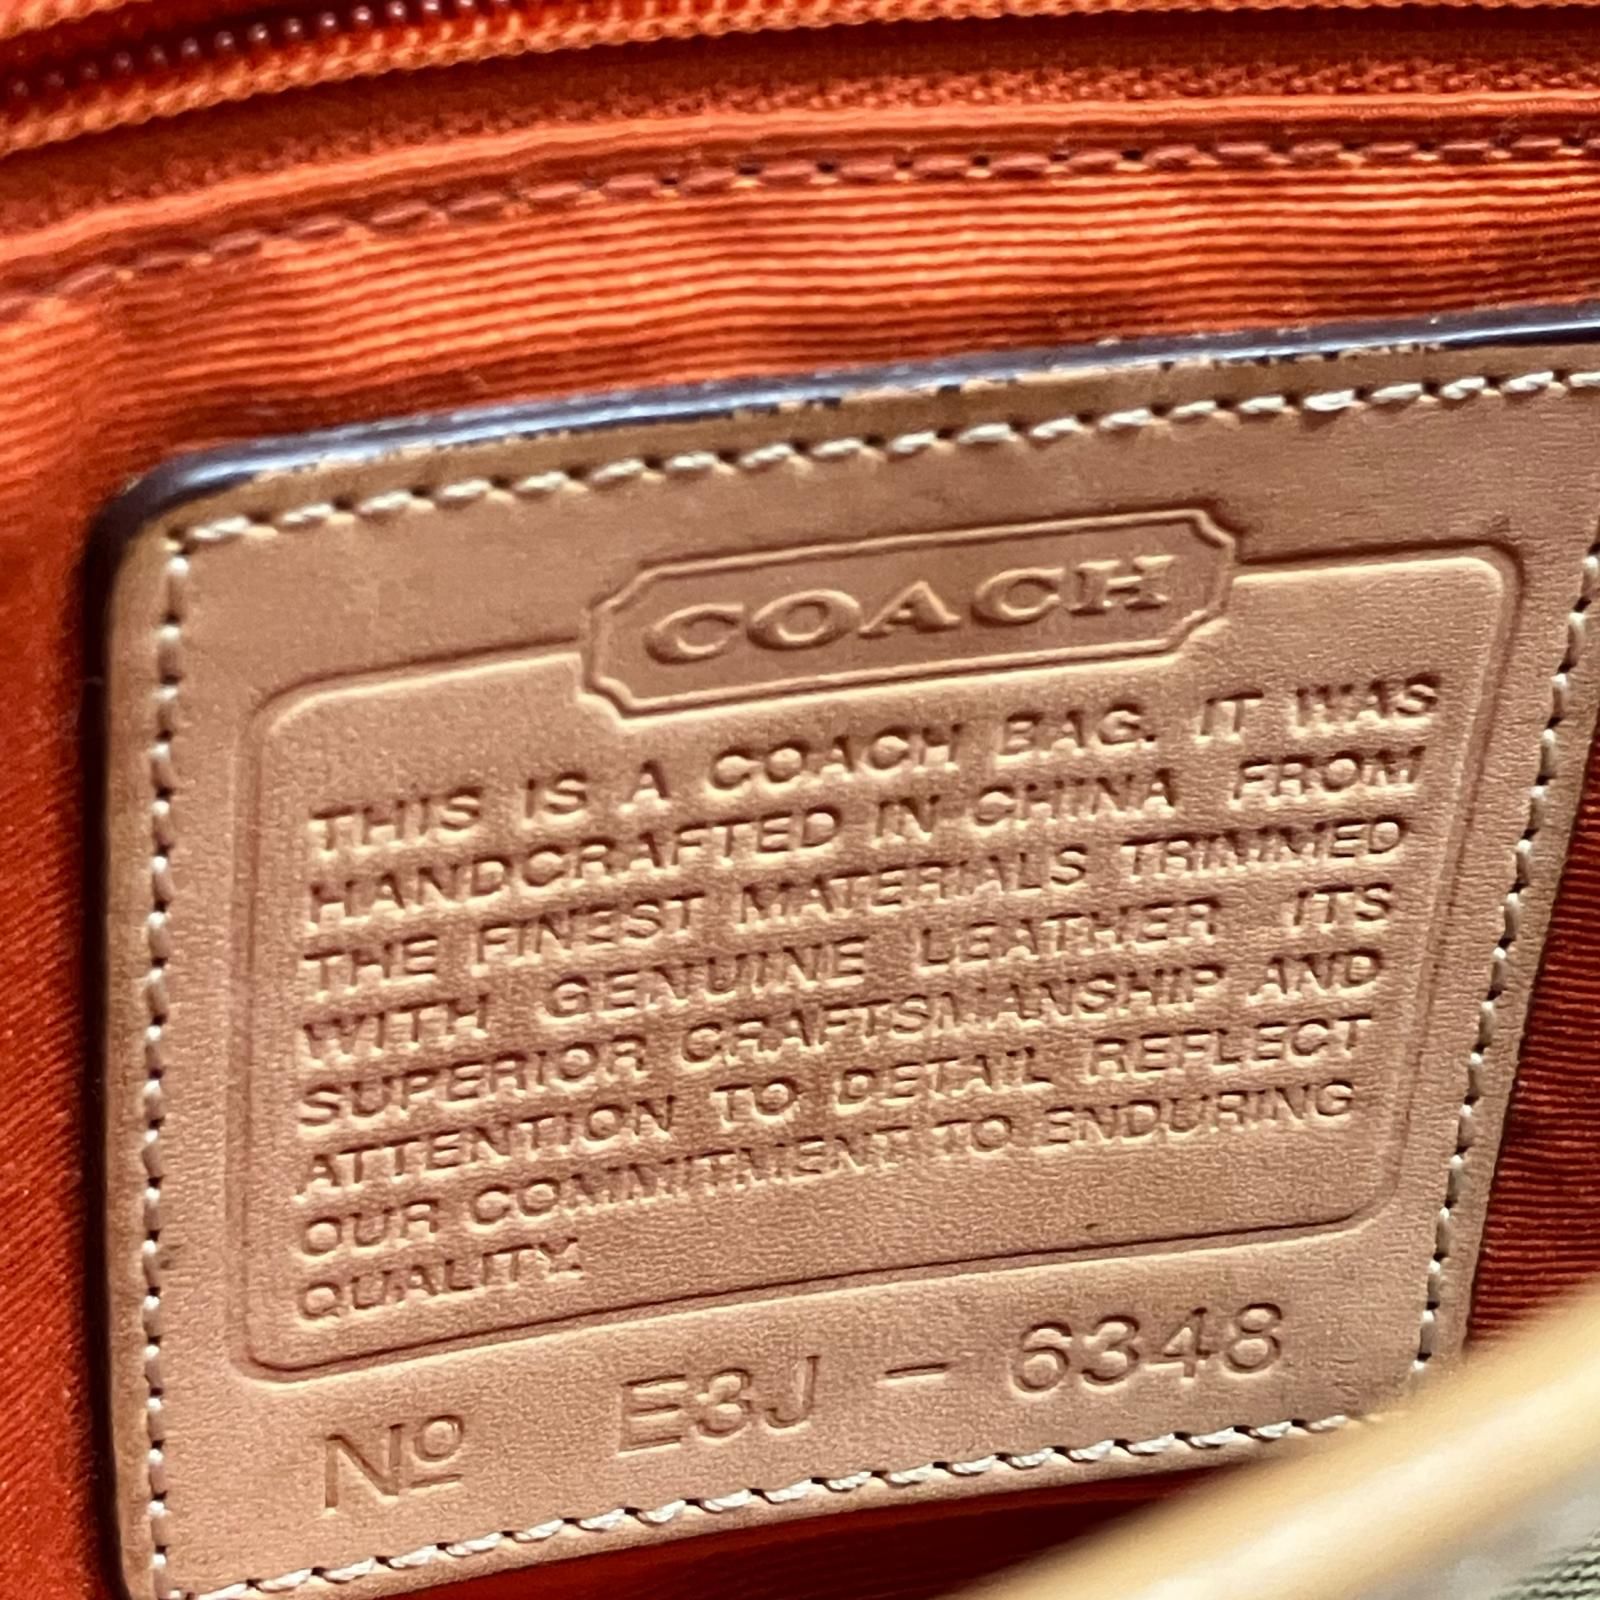 COACH
THIS IS A COACH BAG. IT WAS
HANDCRAFTED IN CHINA FROM
THE FINEST MATERIALS TRIMMED
WITH GENUINE LEATHER ITS
SUPERIOR CRAFTSMANSHIP AND
ATTENTION TO DETAIL REFLECT
OUR COMMITMENT TO ENDURING
QUALITY.
Nº E3J - 6348